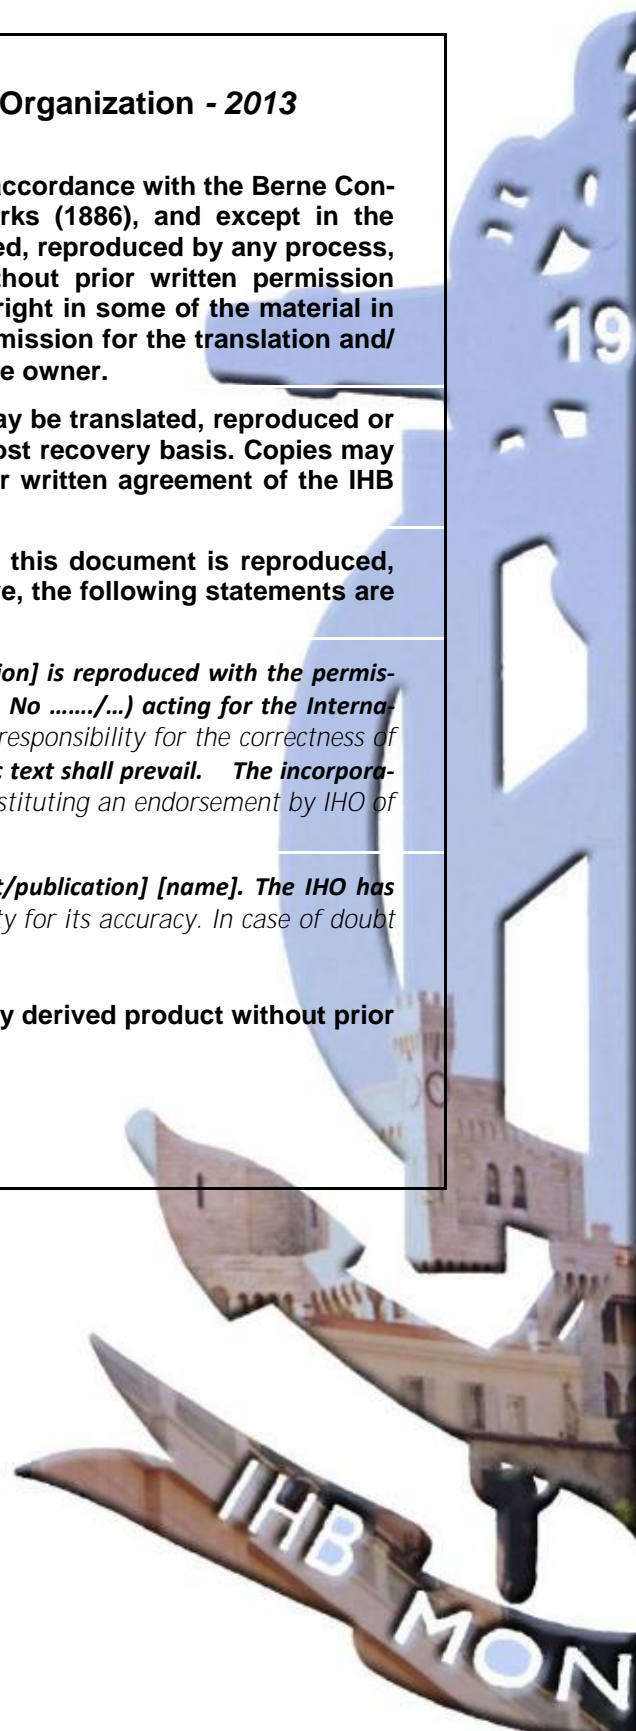 Organization - 2013
accordance with the Berne Con-
rks (1886), and except in the
ed, reproduced by any process,
thout prior written permission
right in some of the material in
mission for the translation and/
e owner.
ay be translated, reproduced or
ost recovery basis. Copies may
r written agreement of the IHB
this document is reproduced,
e, the following statements are
ion] is reproduced with the permis-
No ……./…) acting for the Interna-
responsibility for the correctness of
c text shall prevail. The incorpora-
stituting an endorsement by IHO of
t/publication] [name]. The IHO has
ty for its accuracy. In case of doubt
y derived product without prior
19
IHB MON